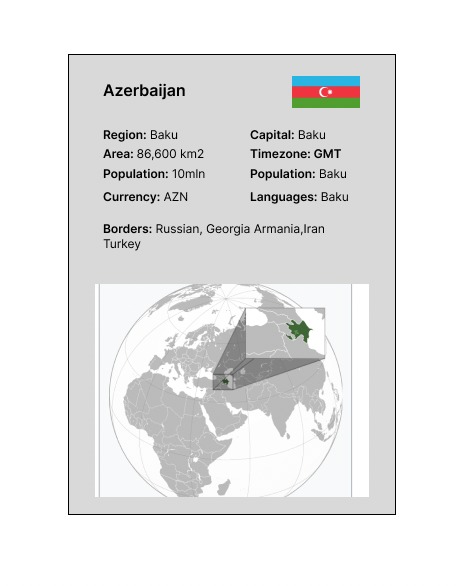 Azerbaijan
Region: Baku
Capital: Baku
Area: 86,600 km2
Timezone: GMT
Population: 10mln
Population: Baku
Currency: AZN
Languages: Baku
Borders: Russian, Georgia Armania,Iran
Turkey